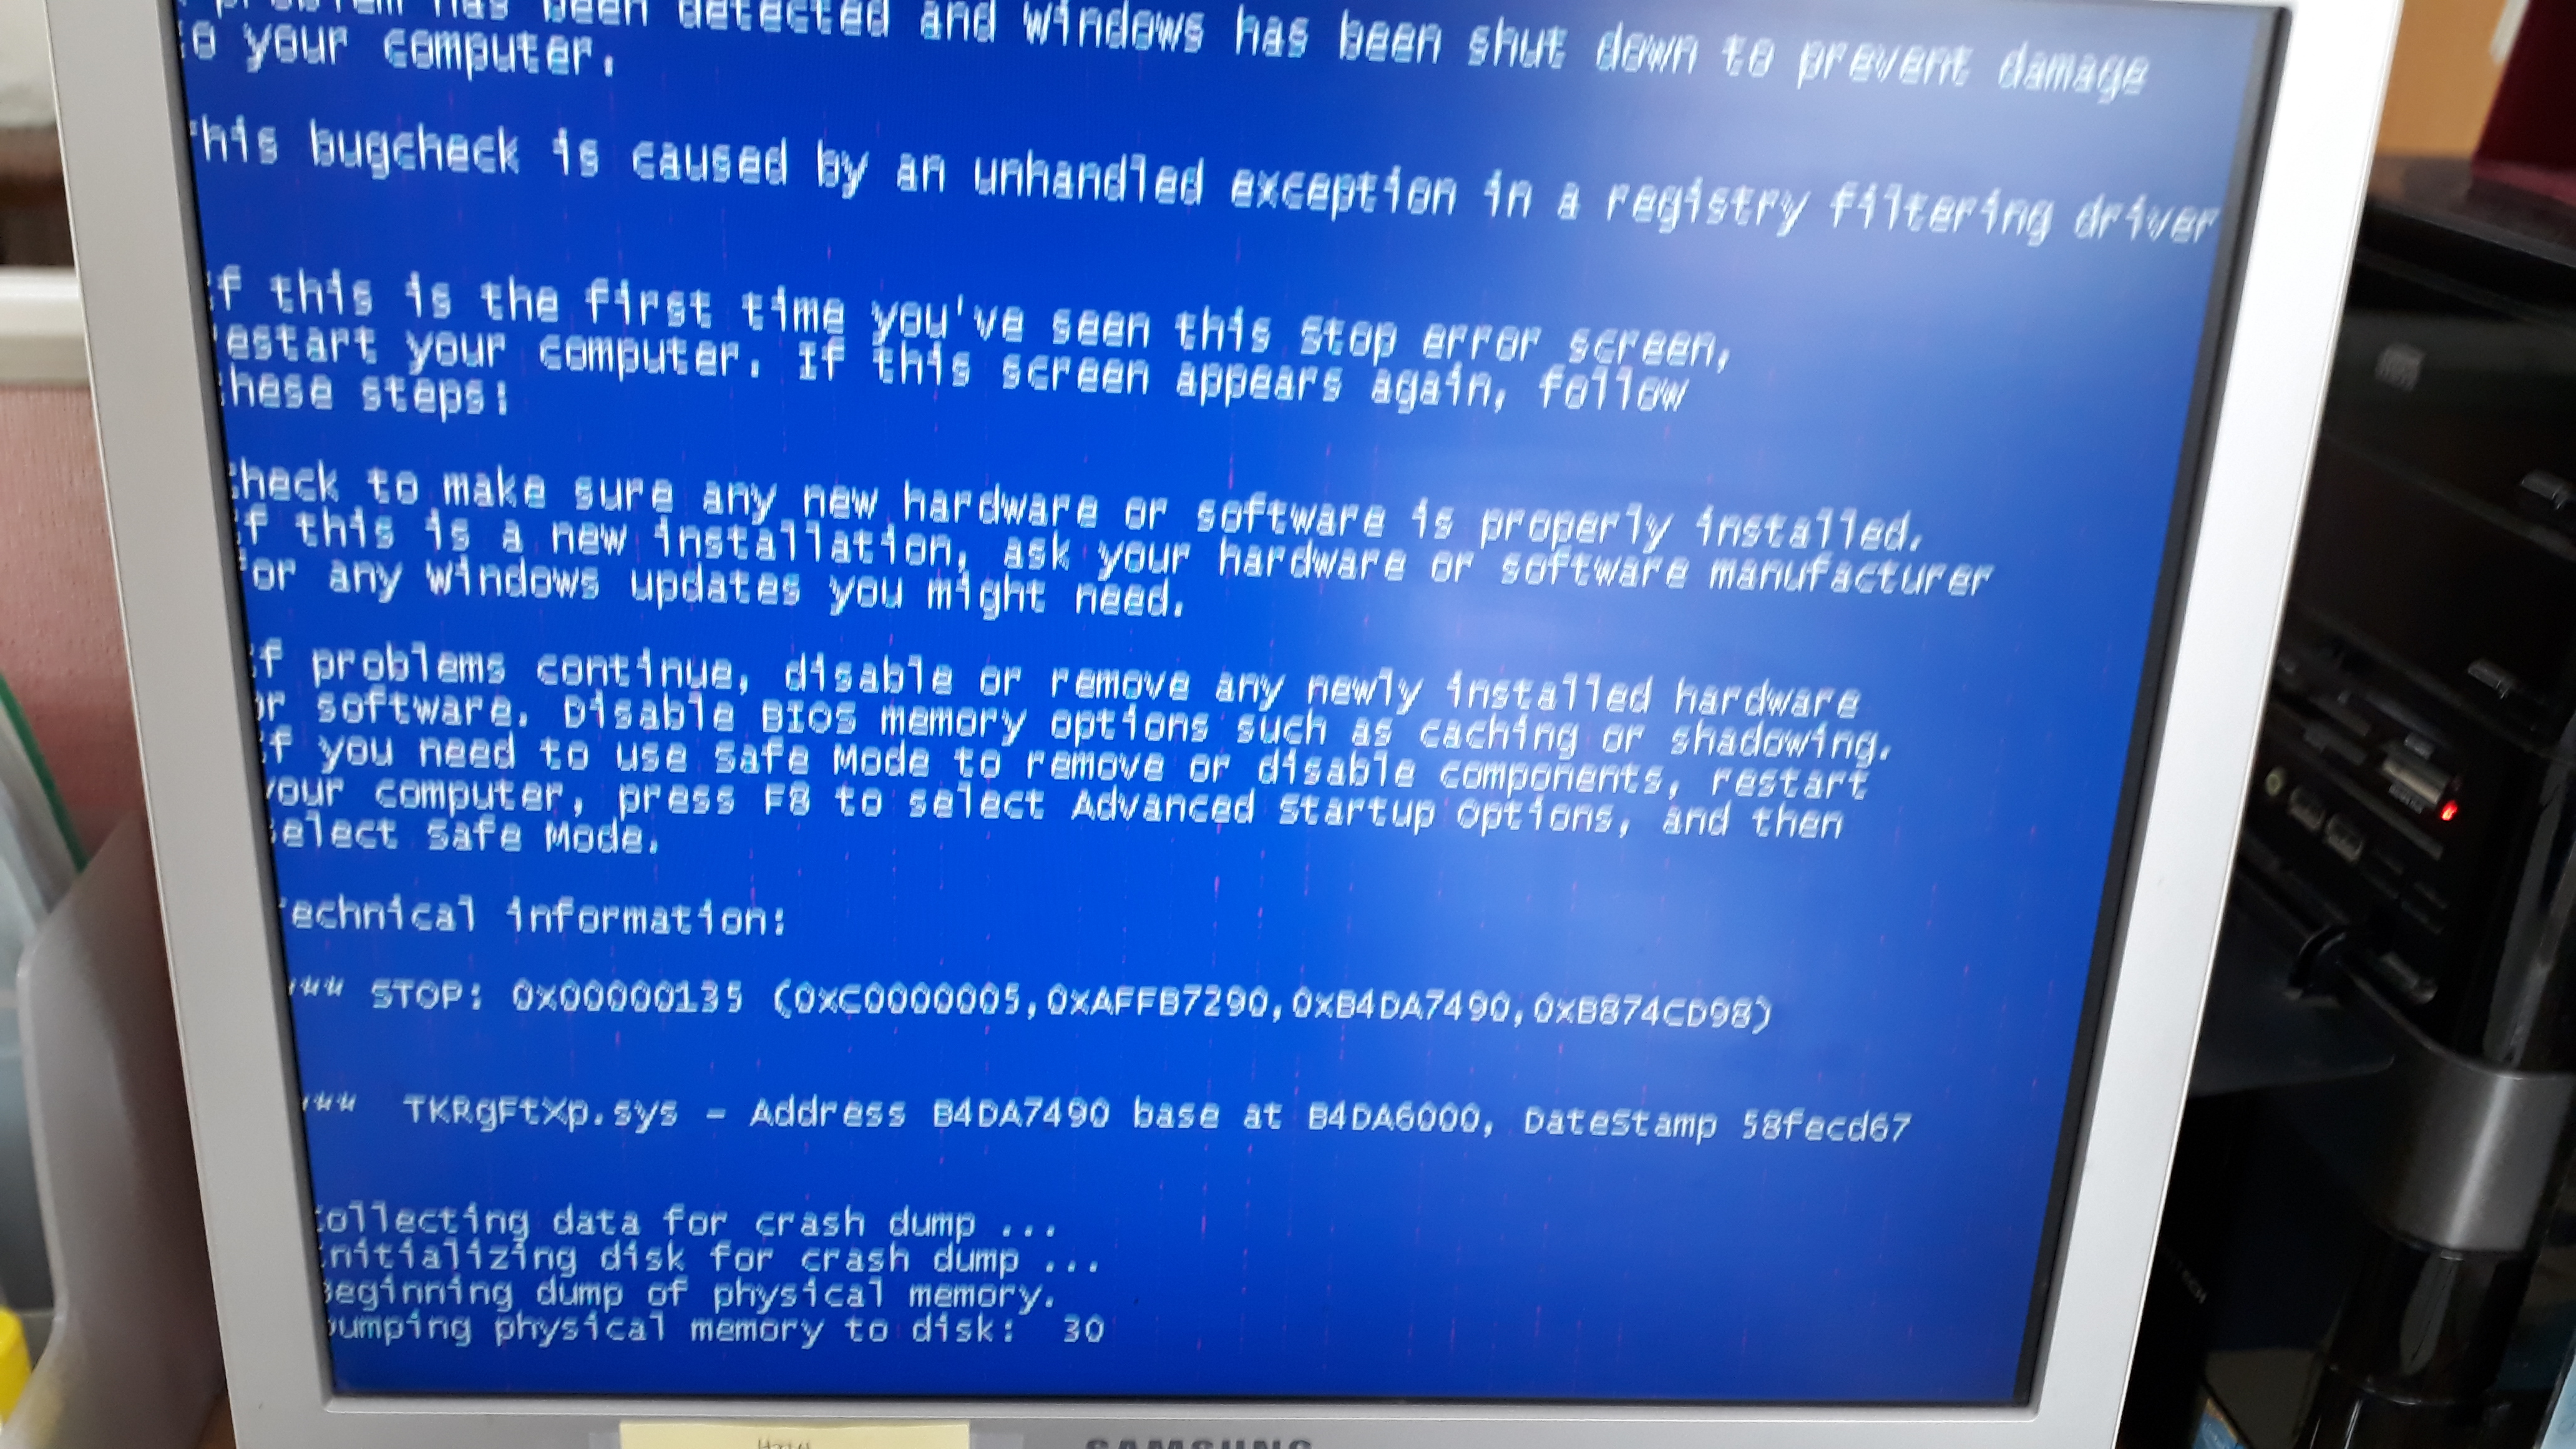 problem has been detected and windows has been shut down to prevent damage
o your computer.
his bugcheck is caused by an unhandled exception in a registry filtering driver
f this is the first time you've seen this Stop error screen,
estart your computer. If this screen appears again, follow
hese steps:
heck to make sure any new hardware or software is properly installed.
f this is a new installation, ask your hardware or software manufacturer
or any windows updates you might need.
f problems continue, disable or remove any newly installed hardware
r software. Disable BIOS memory options such as caching or shadowing.
f you need to use Safe Mode to remove or disable components, restart
our computer, press F8 to select Advanced Startup Options, and then
elect Safe Mode.
echnical information:
*** STOP: 0x00000135 (0xC0000005,0xAFFB7290,0xB4DA7490,0xB874CD98)
*** TKRgFtXp.sys - Address B4DA7490 base at B4DA6000, DateStamp 58fecd67
ollecting data for crash dump ...
nitializing disk for crash dump ...
eginning dump of physical memory.
umping physical memory to disk: 30
SAMSUNG